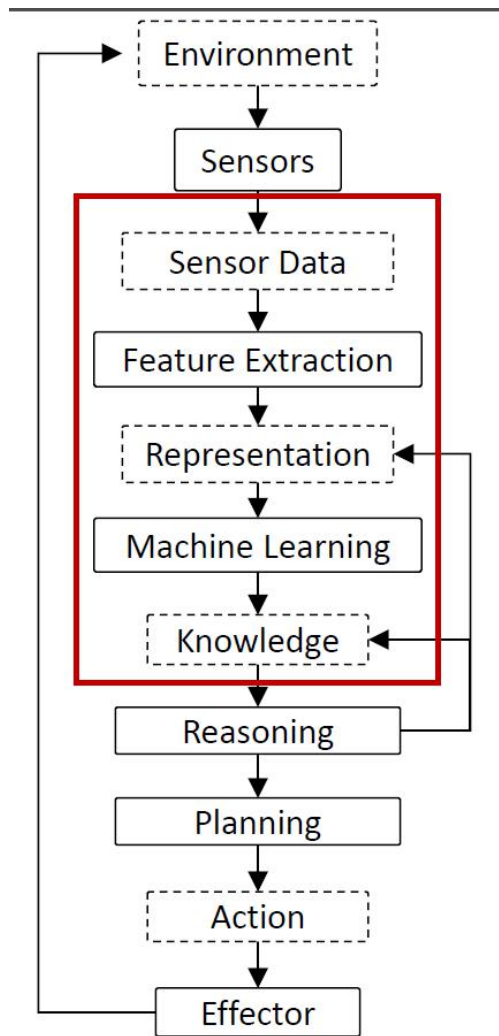 Environment
Sensors
Sensor Data
Feature Extraction
Representation
Machine Learning
Knowledge
Reasoning
Planning
Action
Effector